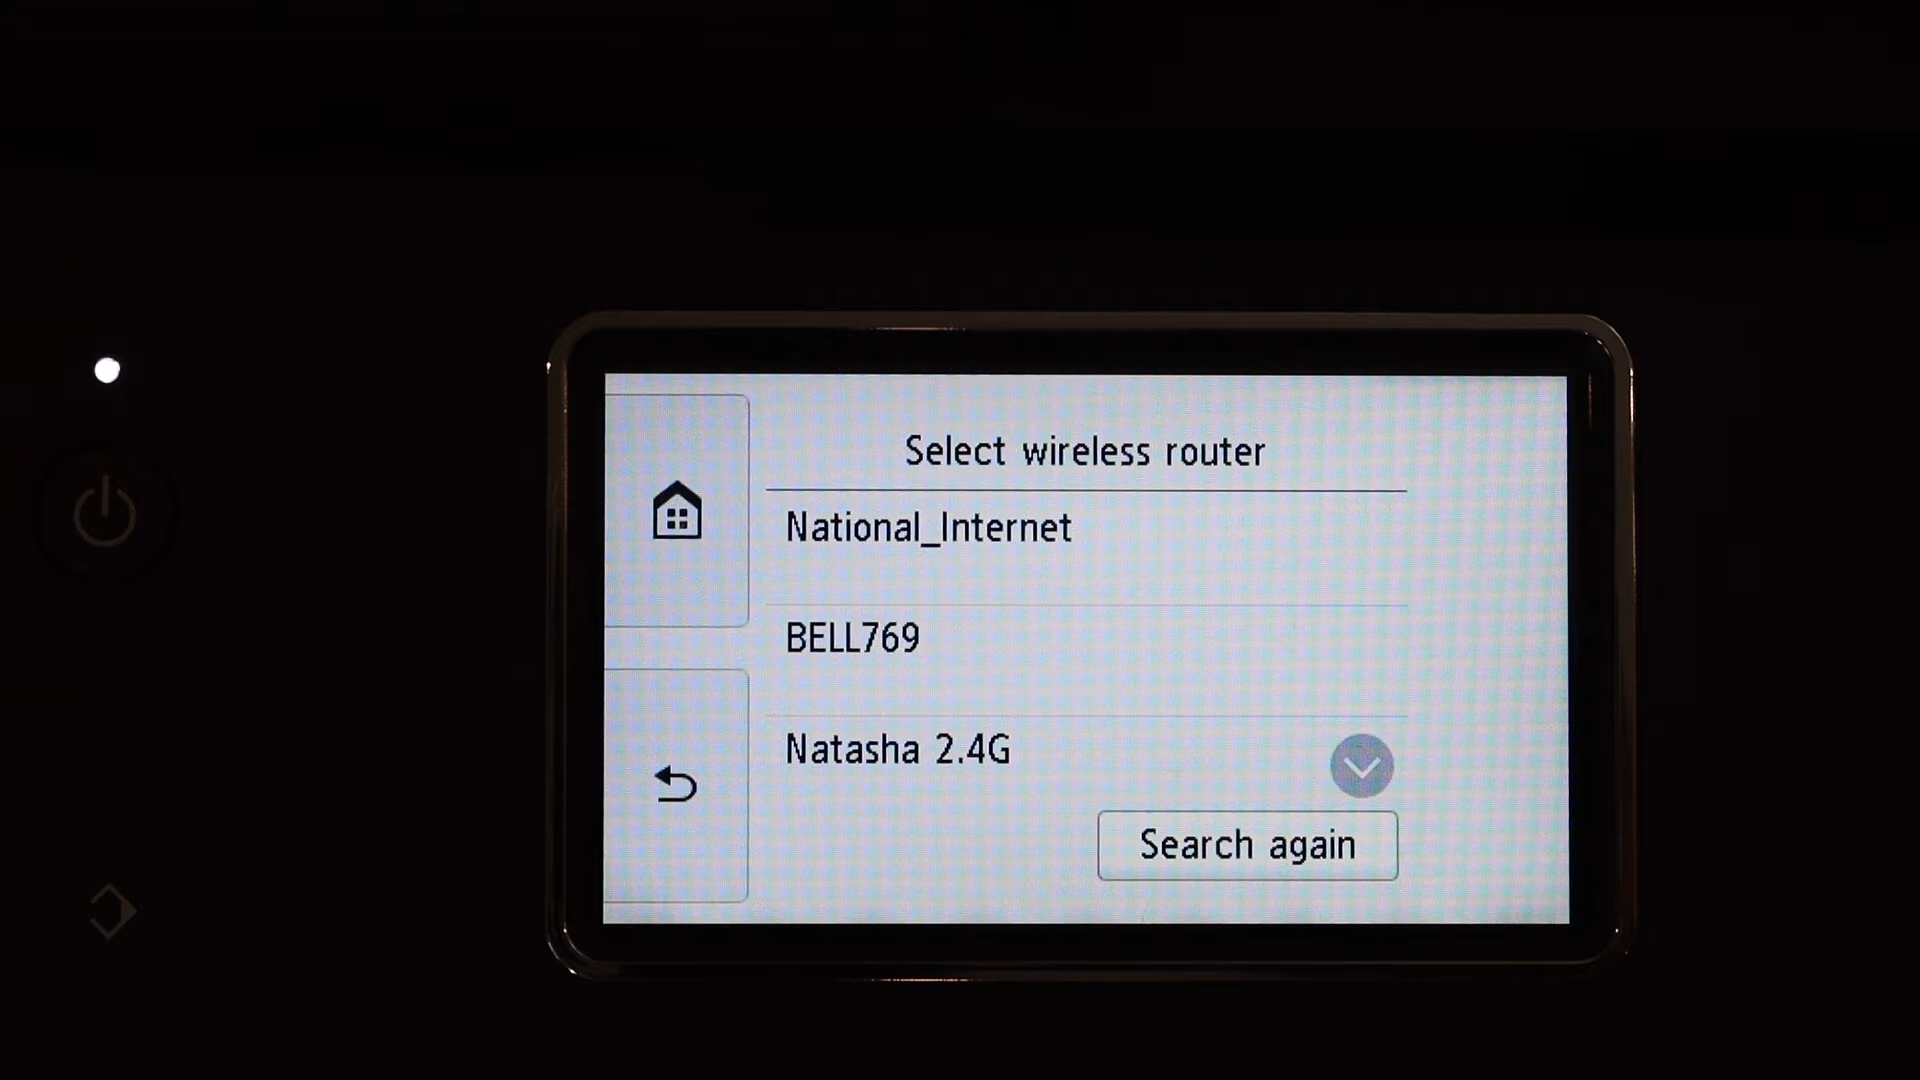 Select wireless router
National_Internet
BELL769
Natasha 2.4G
Search again